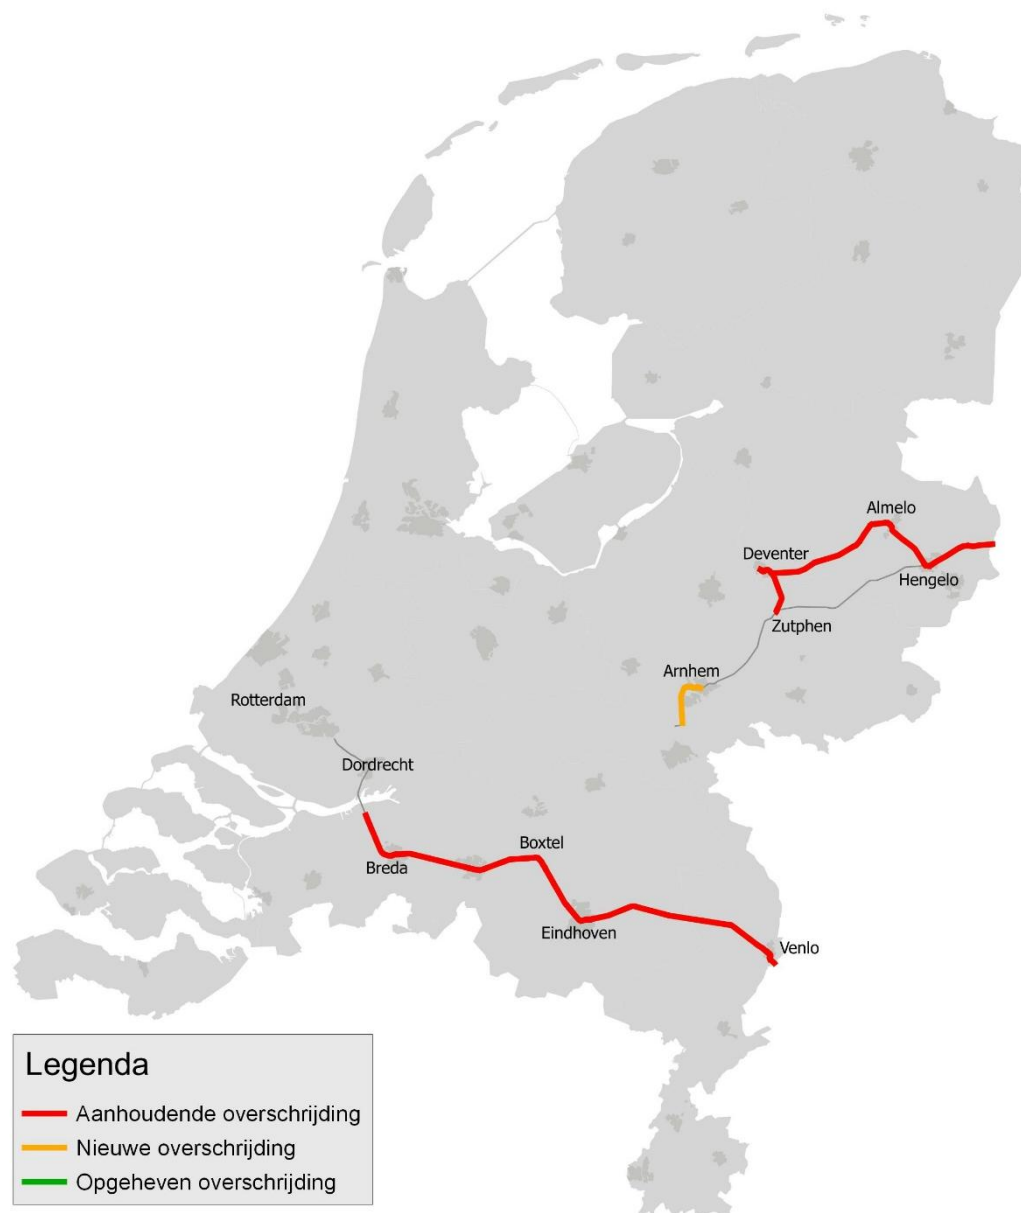 Almelo
Deventer
Hengelo
Zutphen
Arnhem
Rotterdam
Dordrecht
Boxtel
Breda
Eindhoven
Venlo
Legenda
Aanhoudende overschrijding
Nieuwe overschrijding
Opgeheven overschrijding